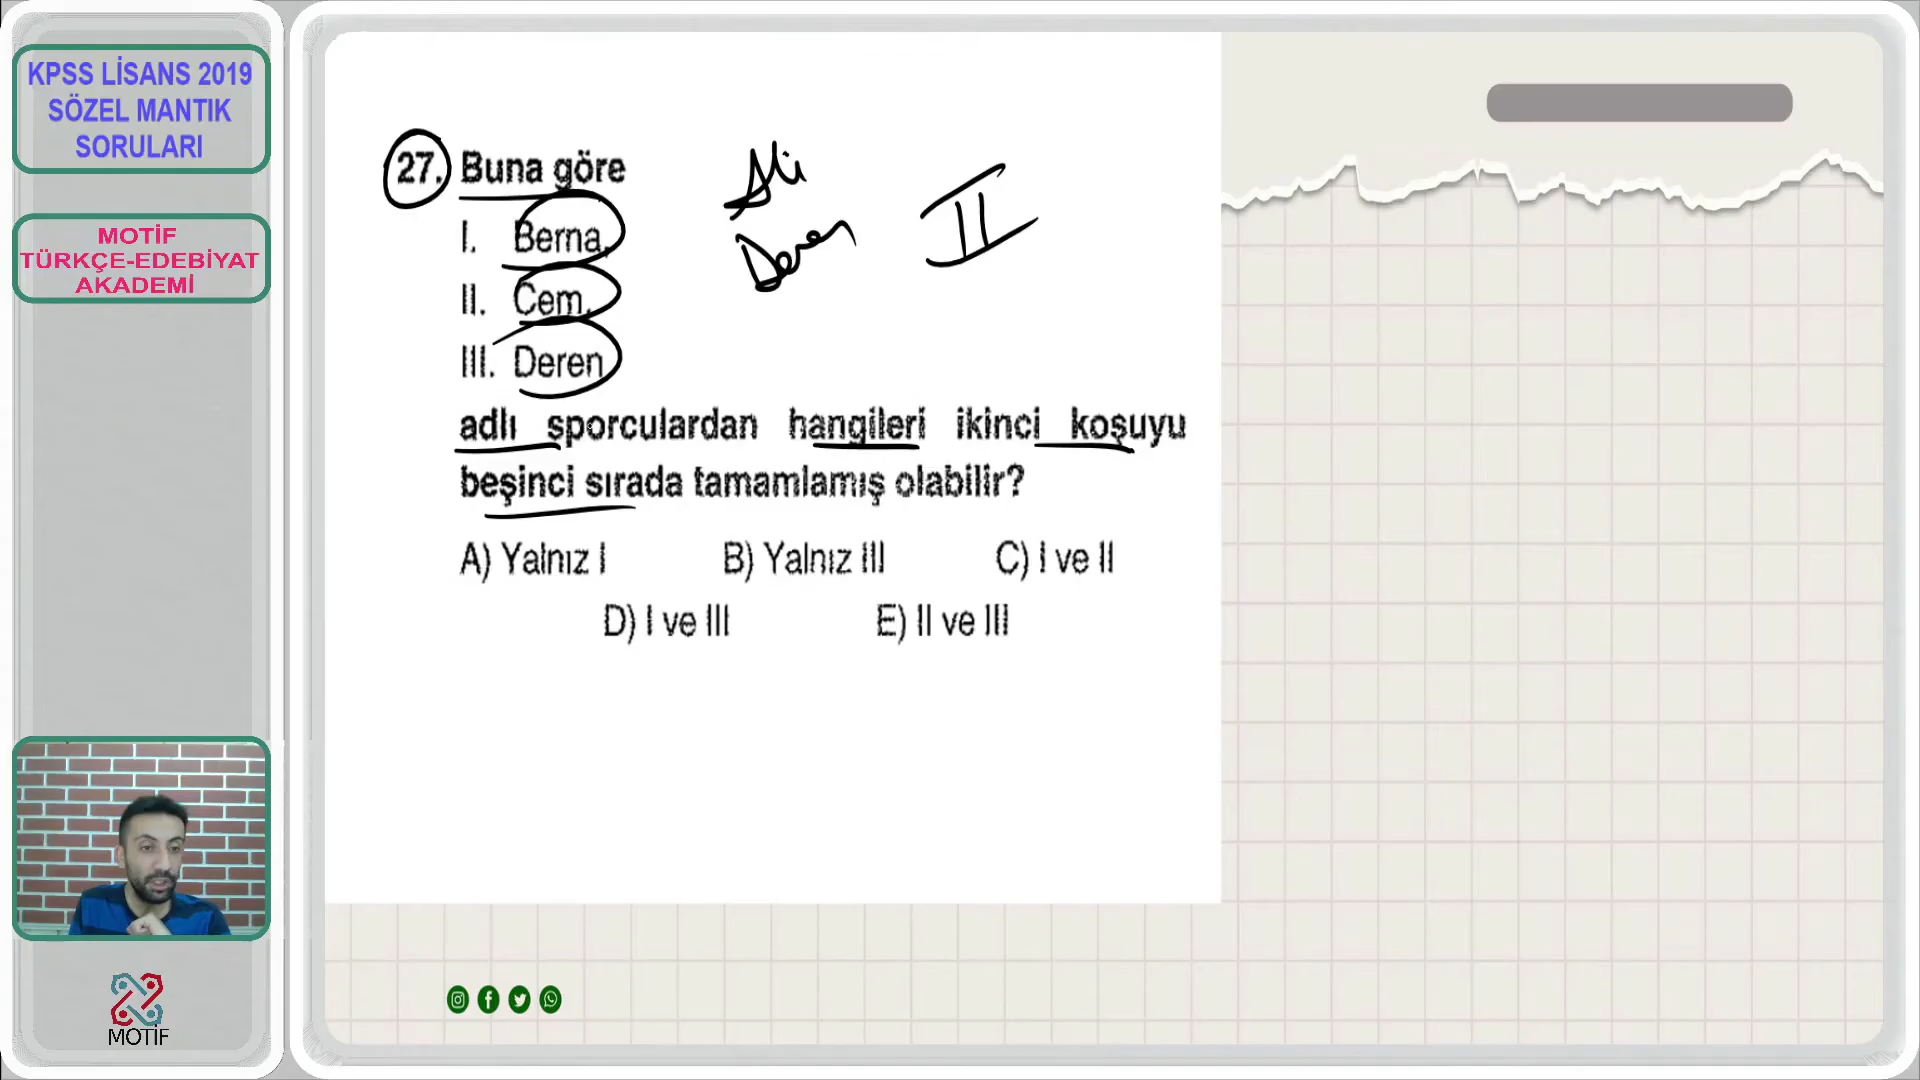 KPSS LİSANS 2019
SÖZEL MANTIK
SORULARI
MOTİF
TÜRKÇE-EDEBİYAT
AKADEMİ
27. Buna göre
I. Berna,
II. Cem,
III. Deren
adlı sporculardan hangileri ikinci koşuyu
beşinci sırada tamamlamış olabilir?
A) Yalnız I B) Yalnız III C) I ve II
D) I ve III E) II ve III
Ali
Deren
II
MOTİF